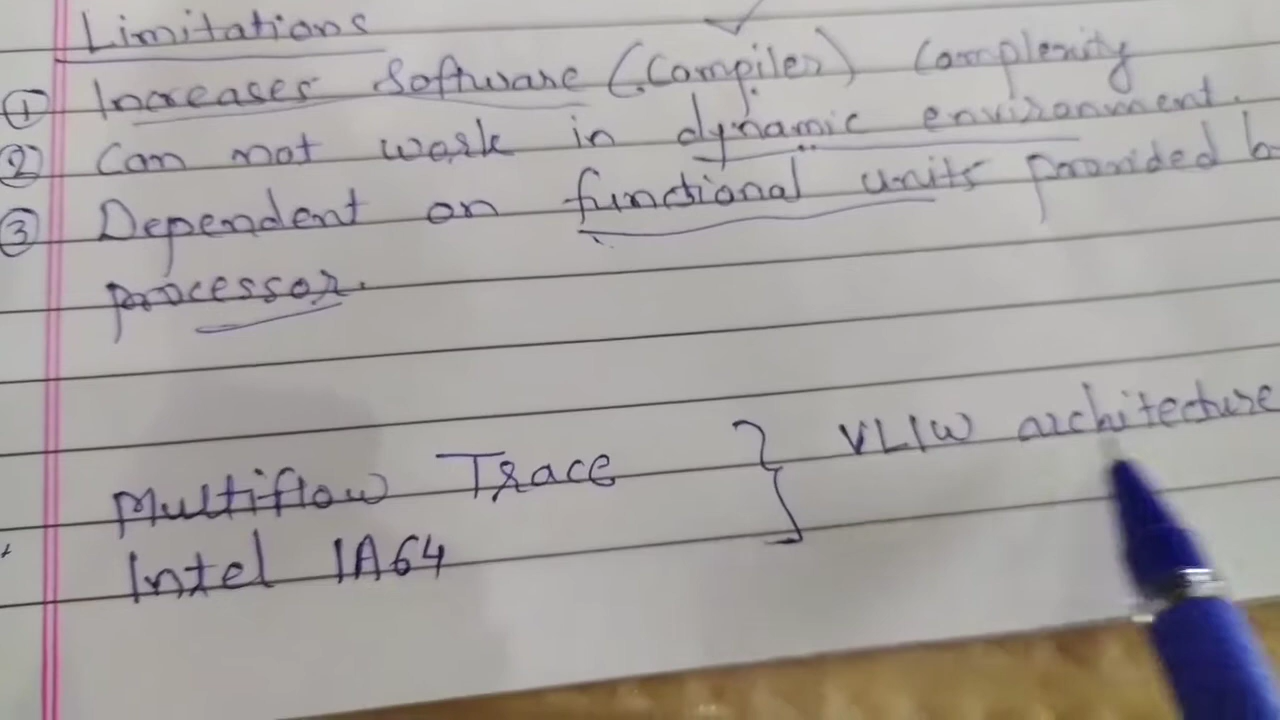 Limitations
① Increases Software (Compiler) Complexity
② Can not work in dynamic environment.
③ Dependent on functional units provided b
processor.
Multiflow Trace } VLIW architecture
Intel IA64